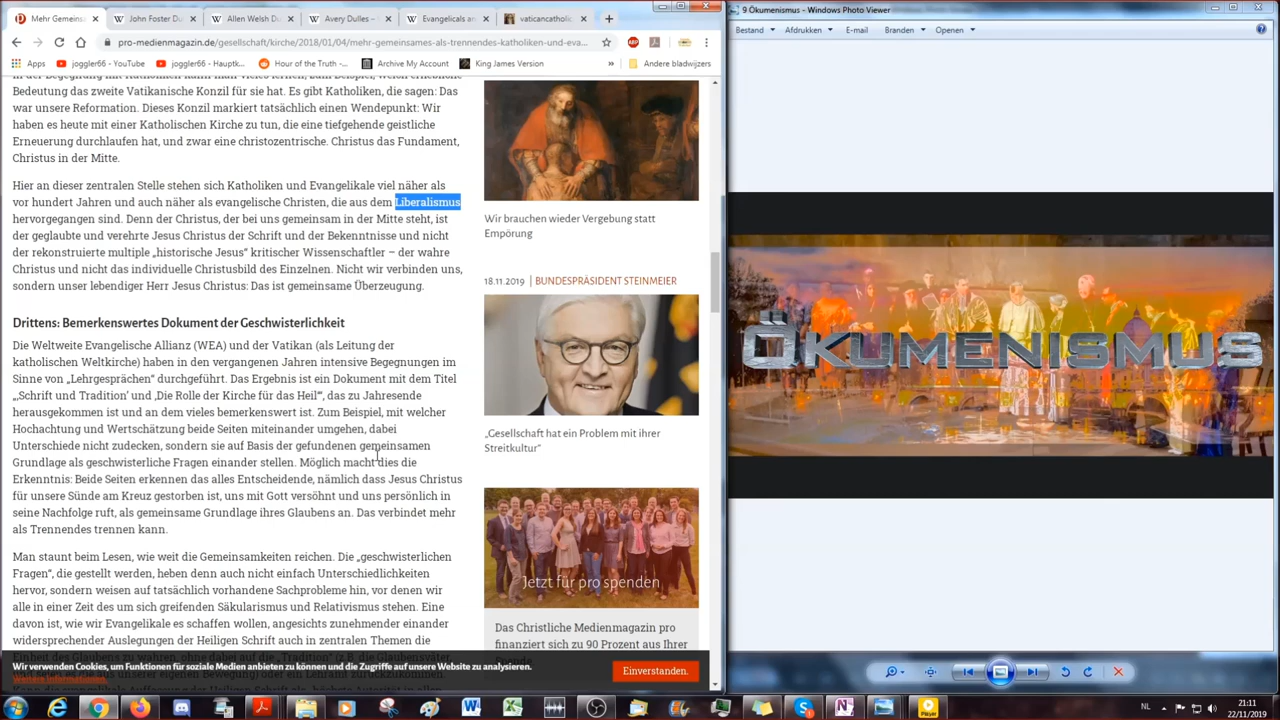 Mehr Gemeins
John Foster Du
Allen Welsh Du
Avery Dulles –
Evangelicals an
vaticancatholic
9 Ökumenismus - Windows Photo Viewer
pro-medienmagazin.de/gesellschaft/kirche/2018/01/04/mehr-gemeinsames-als-trennendes-katholiken-und-eva...
Bestand
Afdrukken
E-mail
Branden
Openen
Apps
joggler66 - YouTube
joggler66 - Hauptk...
Hour of the Truth - ...
Archive My Account
King James Version
»
Andere bladwijzers
Bedeutung das zweite Vatikanische Konzil für sie hat. Es gibt Katholiken, die sagen: Das
war unsere Reformation. Dieses Konzil markiert tatsächlich einen Wendepunkt: Wir
haben es heute mit einer Katholischen Kirche zu tun, die eine tiefgehende geistliche
Erneuerung durchlaufen hat, und zwar eine christozentrische. Christus das Fundament,
Christus in der Mitte.
Hier an dieser zentralen Stelle stehen sich Katholiken und Evangelikale viel näher als
vor hundert Jahren und auch näher als evangelische Christen, die aus dem Liberalismus
hervorgegangen sind. Denn der Christus, der bei uns gemeinsam in der Mitte steht, ist
der geglaubte und verehrte Jesus Christus der Schrift und der Bekenntnisse und nicht
der rekonstruierte multiple „historische Jesus“ kritischer Wissenschaftler – der wahre
Christus und nicht das individuelle Christusbild des Einzelnen. Nicht wir verbinden uns,
sondern unser lebendiger Herr Jesus Christus: Das ist gemeinsame Überzeugung.
Drittens: Bemerkenswertes Dokument der Geschwisterlichkeit
Die Weltweite Evangelische Allianz (WEA) und der Vatikan (als Leitung der
katholischen Weltkirche) haben in den vergangenen Jahren intensive Begegnungen im
Sinne von „Lehrgesprächen“ durchgeführt. Das Ergebnis ist ein Dokument mit dem Titel
„‚Schrift und Tradition‘ und ‚Die Rolle der Kirche für das Heil‘“, das zu Jahresende
herausgekommen ist und an dem vieles bemerkenswert ist. Zum Beispiel, mit welcher
Hochachtung und Wertschätzung beide Seiten miteinander umgehen, dabei
Unterschiede nicht zudecken, sondern sie auf Basis der gefundenen gemeinsamen
Grundlage als geschwisterliche Fragen einander stellen. Möglich macht dies die
Erkenntnis: Beide Seiten erkennen das alles Entscheidende, nämlich dass Jesus Christus
für unsere Sünde am Kreuz gestorben ist, uns mit Gott versöhnt und uns persönlich in
seine Nachfolge ruft, als gemeinsame Grundlage ihres Glaubens an. Das verbindet mehr
als Trennendes trennen kann.
Man staunt beim Lesen, wie weit die Gemeinsamkeiten reichen. Die „geschwisterlichen
Fragen“, die gestellt werden, heben denn auch nicht einfach Unterschiedlichkeiten
hervor, sondern weisen auf tatsächlich vorhandene Sachprobleme hin, vor denen wir
alle in einer Zeit des um sich greifenden Säkularismus und Relativismus stehen. Eine
davon ist, wie wir Evangelikale es schaffen wollen, angesichts zunehmender einander
widersprechender Auslegungen der Heiligen Schrift auch in zentralen Themen die
Wir brauchen wieder Vergebung statt
Empörung
18.11.2019 | BUNDESPRÄSIDENT STEINMEIER
„Gesellschaft hat ein Problem mit ihrer
Streitkultur“
Jetzt für pro spenden
Das Christliche Medienmagazin pro
finanziert sich zu 90 Prozent aus Ihrer
Wir verwenden Cookies, um Funktionen für soziale Medien anbieten zu können und die Zugriffe auf unsere Website zu analysieren.
Weitere Informationen
Einverstanden.
ÖKUMENISMUS
NL
21:11
22/11/2019